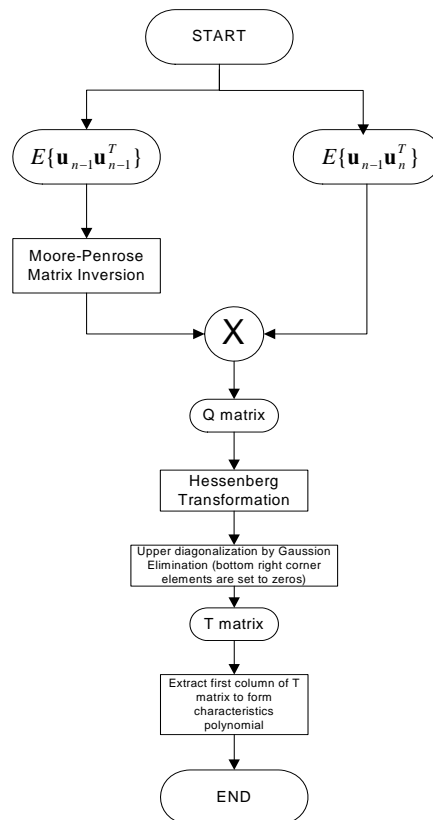 START
E{u_{n-1}u_{n-1}^T}
E{u_{n-1}u_n^T}
Moore-Penrose
Matrix Inversion
X
Q matrix
Hessenberg
Transformation
Upper diagonalization by Gaussion
Elimination (bottom right corner
elements are set to zeros)
T matrix
Extract first column of T
matrix to form
characteristics
polynomial
END